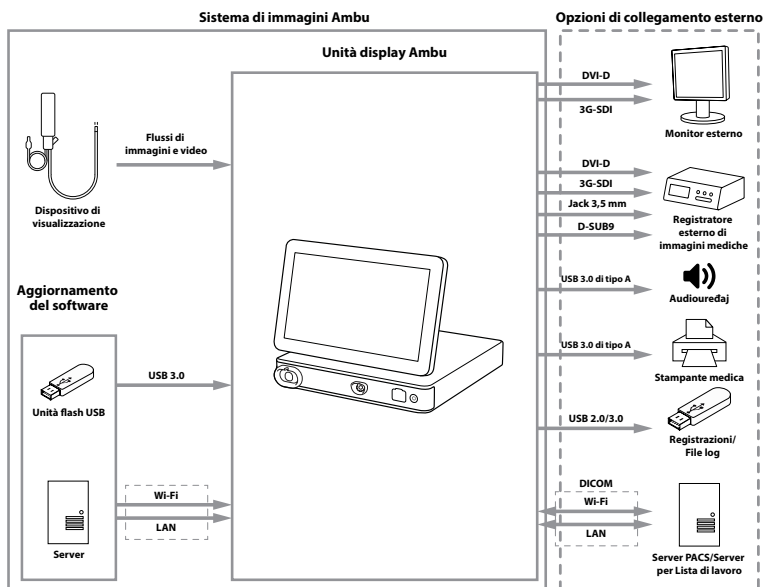 Sistema di immagini Ambu
Opzioni di collegamento esterno
Unità display Ambu
Flussi di
immagini e video
Dispositivo di
visualizzazione
Aggiornamento
del software
Unità flash USB
USB 3.0
Server
Wi-Fi
LAN
DVI-D
3G-SDI
Monitor esterno
DVI-D
3G-SDI
Jack 3,5 mm
D-SUB9
Registratore
esterno di
immagini mediche
USB 3.0 di tipo A
Audiouređaj
USB 3.0 di tipo A
Stampante medica
USB 2.0/3.0
Registrazioni/
File log
DICOM
Wi-Fi
LAN
Server PACS/Server
per Lista di lavoro